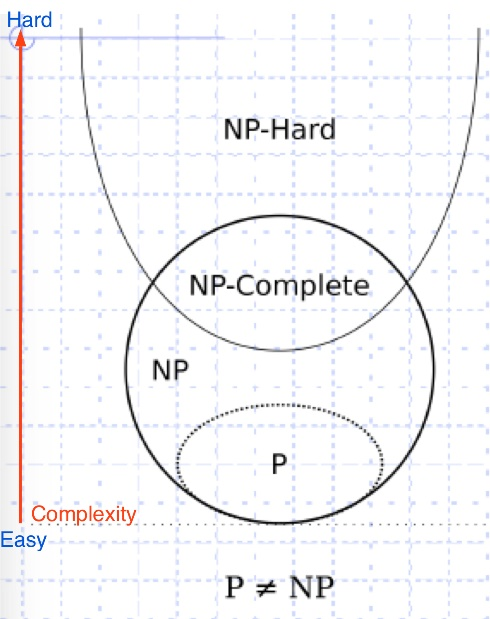 Hard
NP-Hard
NP-Complete
NP
P
Complexity
Easy
P ≠ NP